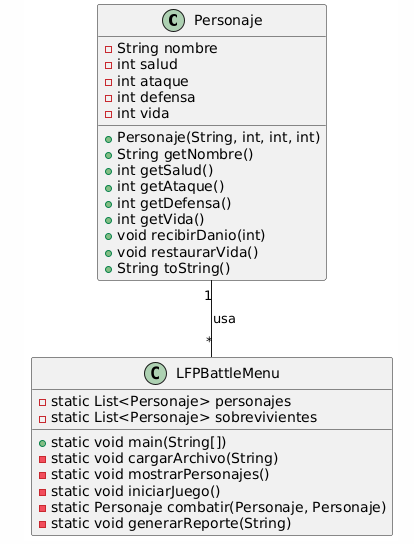 C Personaje
String nombre
int salud
int ataque
int defensa
int vida
Personaje(String, int, int, int)
String getNombre()
int getSalud()
int getAtaque()
int getDefensa()
int getVida()
void recibirDanio(int)
void restaurarVida()
String toString()
1
usa
*
C LFPBattleMenu
static List<Personaje> personajes
static List<Personaje> sobrevivientes
static void main(String[])
static void cargarArchivo(String)
static void mostrarPersonajes()
static void iniciarJuego()
static Personaje combatir(Personaje, Personaje)
static void generarReporte(String)